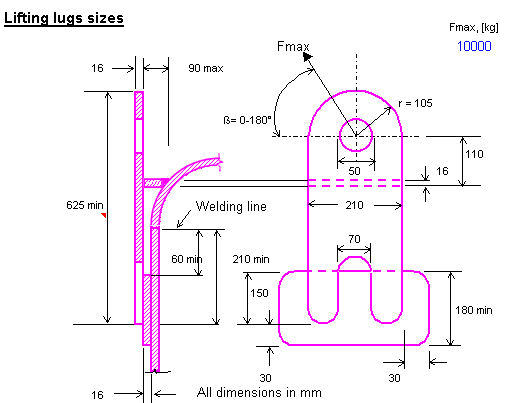 Lifting lugs sizes
Fmax, [kg]
10000
Fmax
16
90 max
r = 105
ß= 0-180°
110
50
16
625 min
Welding line
210
70
60 min
210 min
150
180 min
30
30
16
All dimensions in mm